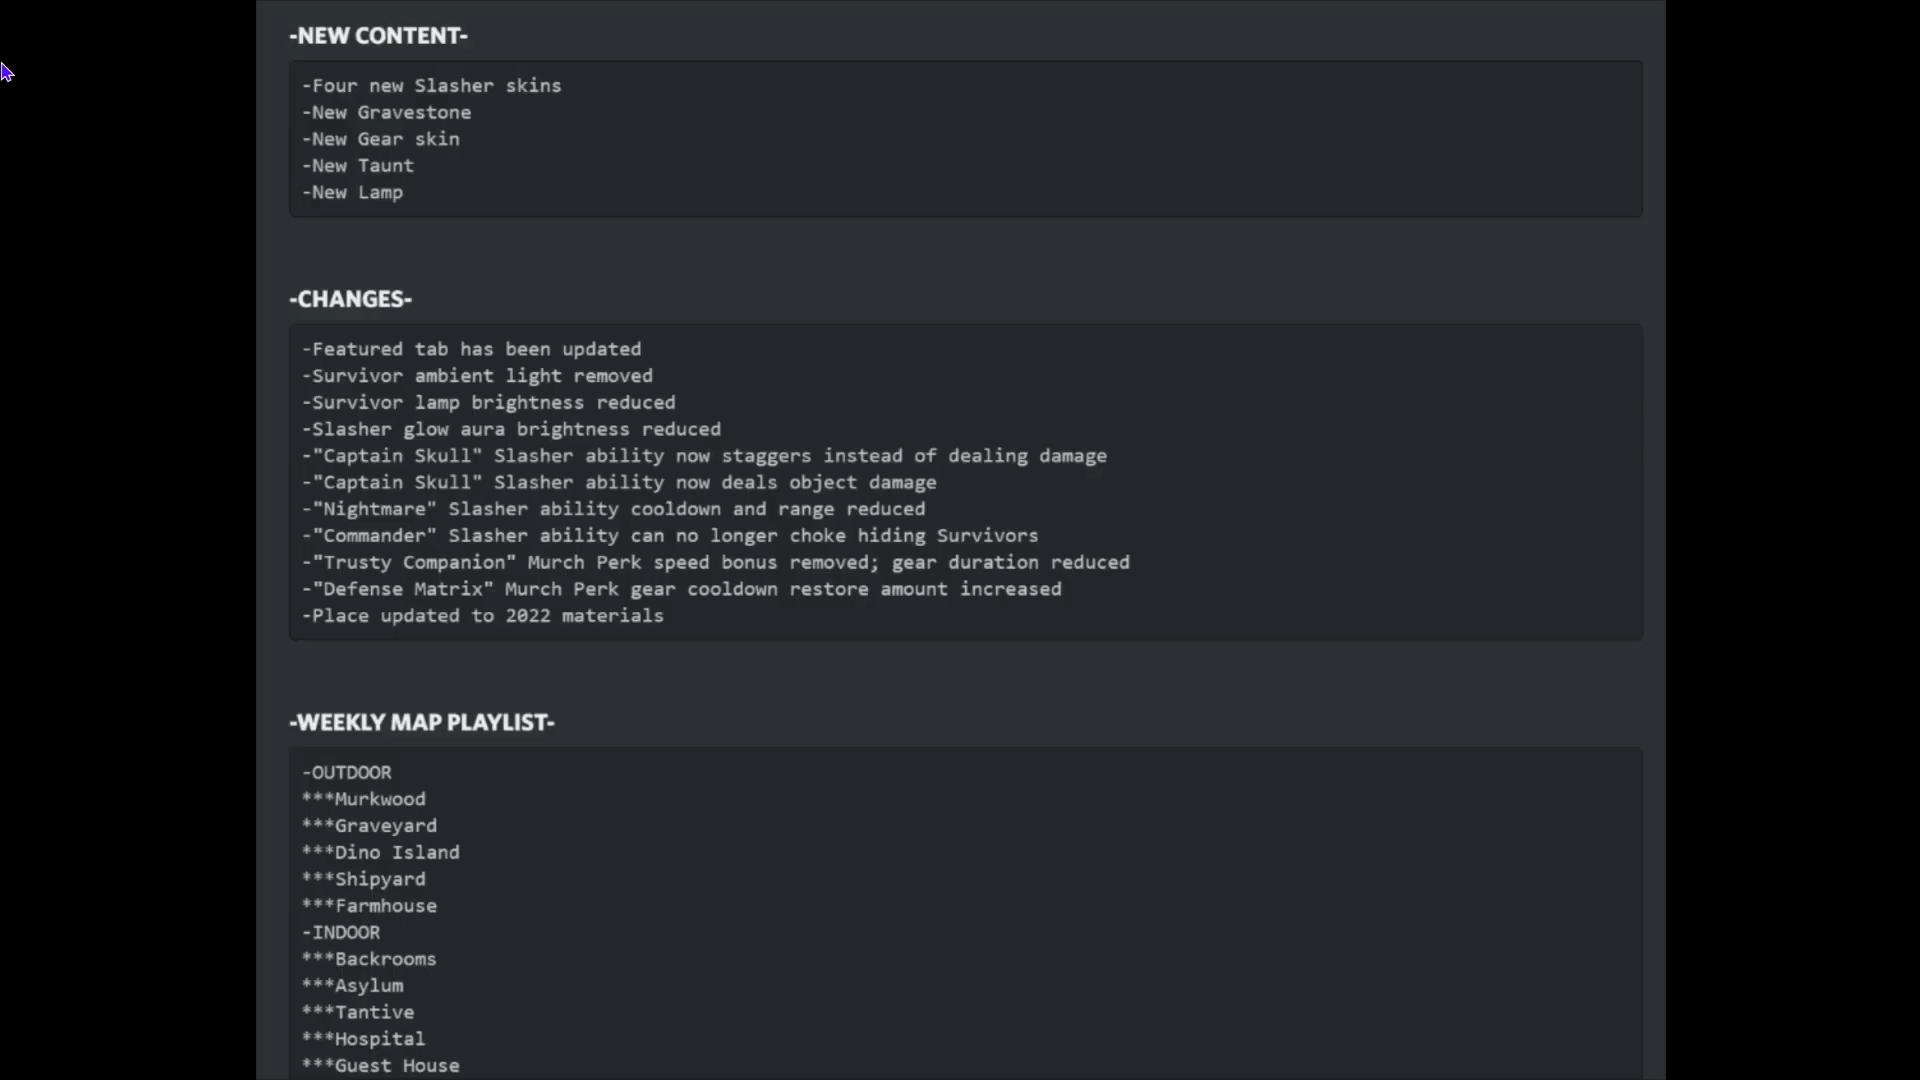 -NEW CONTENT-
-Four new Slasher skins
-New Gravestone
-New Gear skin
-New Taunt
-New Lamp
-CHANGES-
-Featured tab has been updated
-Survivor ambient light removed
-Survivor lamp brightness reduced
-Slasher glow aura brightness reduced
-"Captain Skull" Slasher ability now staggers instead of dealing damage
-"Captain Skull" Slasher ability now deals object damage
-"Nightmare" Slasher ability cooldown and range reduced
-"Commander" Slasher ability can no longer choke hiding Survivors
-"Trusty Companion" Murch Perk speed bonus removed; gear duration reduced
-"Defense Matrix" Murch Perk gear cooldown restore amount increased
-Place updated to 2022 materials
-WEEKLY MAP PLAYLIST-
-OUTDOOR
***Murkwood
***Graveyard
***Dino Island
***Shipyard
***Farmhouse
-INDOOR
***Backrooms
***Asylum
***Tantive
***Hospital
***Guest House